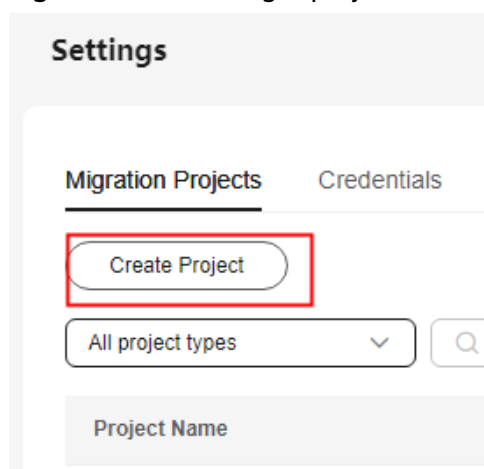 Settings
Migration Projects Credentials
Create Project
All project types
Project Name